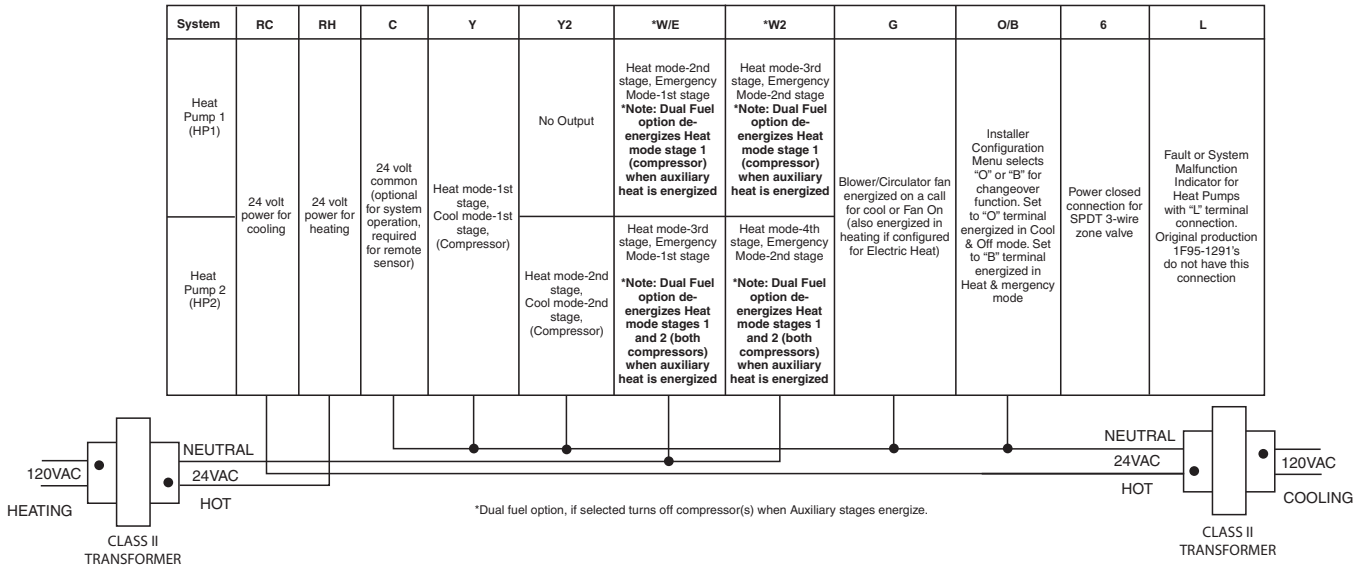 System
RC
RH
C
Y
Y2
*W/E
*W2
G
O/B
6
L
Heat
Pump 1
(HP1)
Heat
Pump 2
(HP2)
24 volt
power for
cooling
24 volt
power for
heating
24 volt
common
(optional
for system
operation,
required
for remote
sensor)
Heat mode-1st
stage,
Cool mode-1st
stage,
(Compressor)
No Output
Heat mode-2nd
stage,
Cool mode-2nd
stage,
(Compressor)
Heat mode-2nd
stage, Emergency
Mode-1st stage
*Note: Dual Fuel
option de-
energizes Heat
mode stage 1
(compressor)
when auxiliary
heat is energized
Heat mode-3rd
stage, Emergency
Mode-1st stage
*Note: Dual Fuel
option de-
energizes Heat
mode stages 1
and 2 (both
compressors)
when auxiliary
heat is energized
Heat mode-3rd
stage, Emergency
Mode-2nd stage
*Note: Dual Fuel
option de-
energizes Heat
mode stage 1
(compressor)
when auxiliary
heat is energized
Heat mode-4th
stage, Emergency
Mode-2nd stage
*Note: Dual Fuel
option de-
energizes Heat
mode stages 1
and 2 (both
compressors)
when auxiliary
heat is energized
Blower/Circulator fan
energized on a call
for cool or Fan On
(also energized in
heating if configured
for Electric Heat)
Installer
Configuration
Menu selects
“O” or “B” for
changeover
function. Set
to “O” terminal
energized in Cool
& Off mode. Set
to “B” terminal
energized in
Heat & mergency
mode
Power closed
connection for
SPDT 3-wire
zone valve
Fault or System
Malfunction
Indicator for
Heat Pumps
with “L” terminal
connection.
Original production
1F95-1291’s
do not have this
connection
120VAC
HEATING
NEUTRAL
24VAC
HOT
CLASS II
TRANSFORMER
*Dual fuel option, if selected turns off compressor(s) when Auxiliary stages energize.
NEUTRAL
24VAC
HOT
120VAC
COOLING
CLASS II
TRANSFORMER